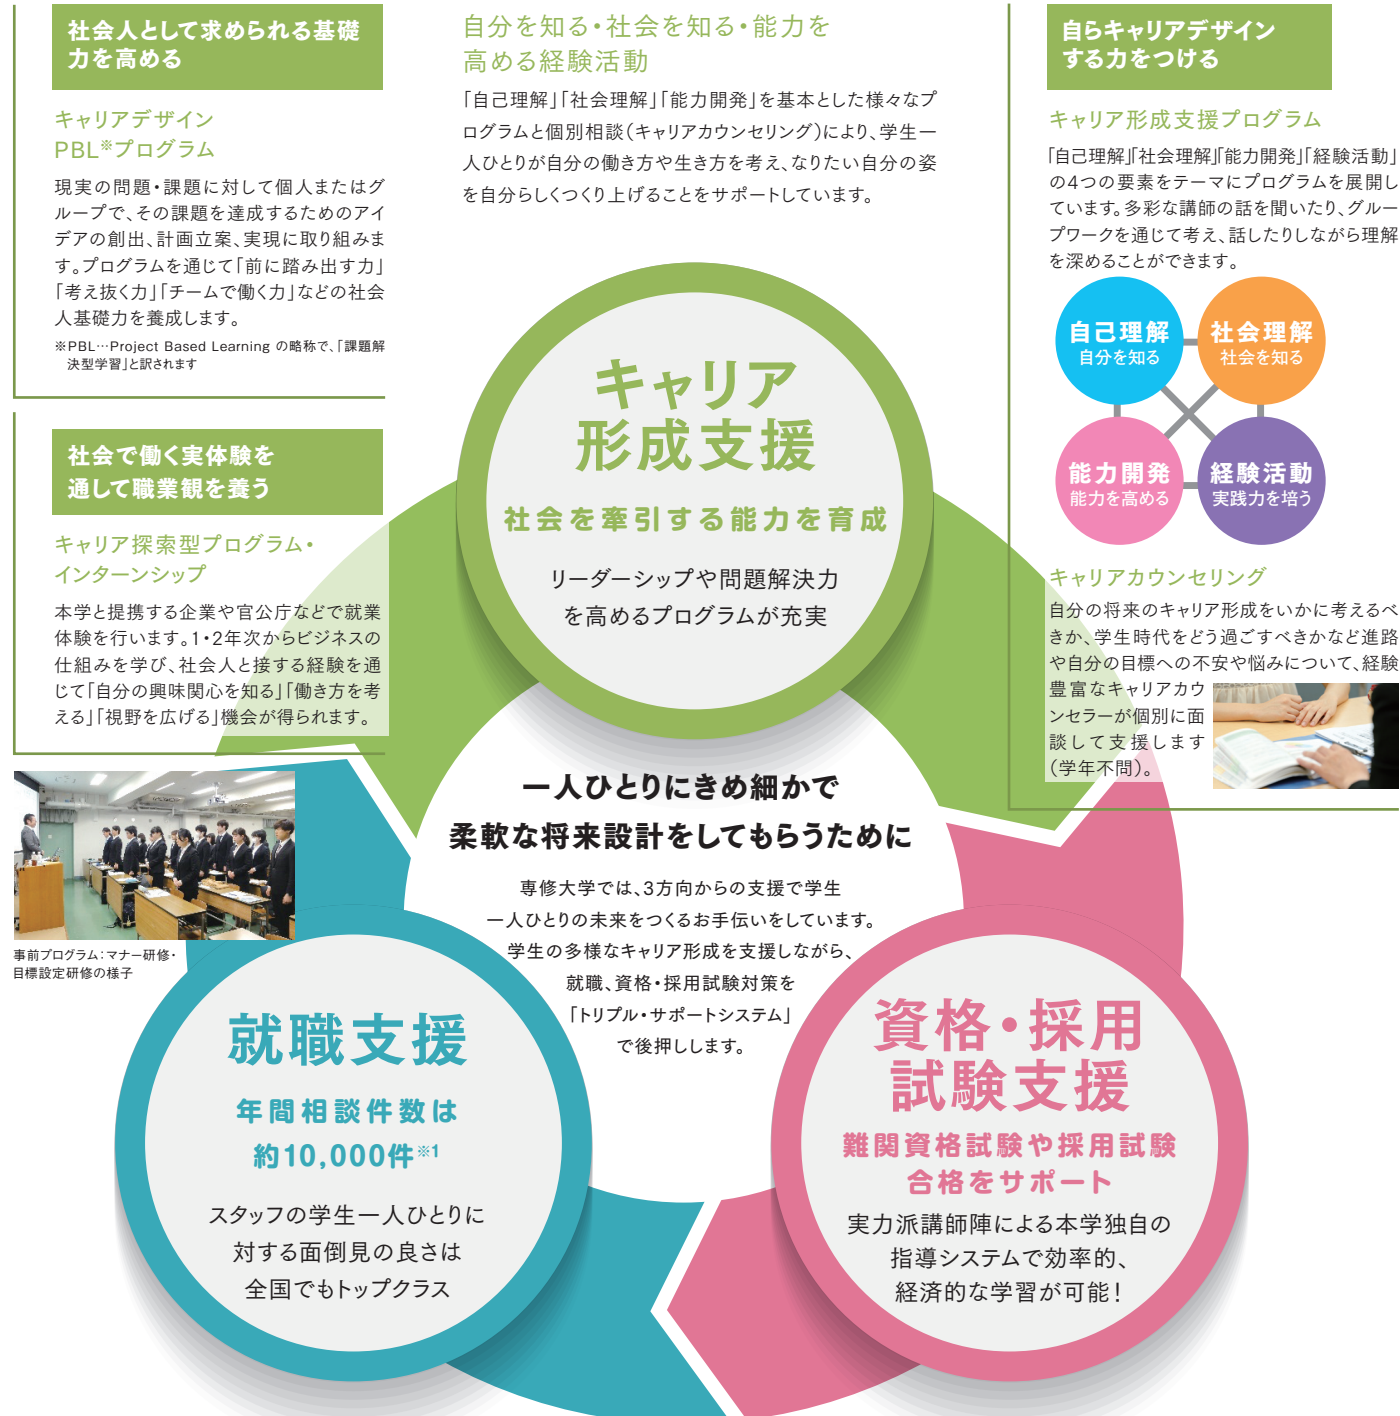 社会人として求められる基礎
力を高める
キャリアデザイン
PBL※プログラム
現実の問題・課題に対して個人またはグ
ループで、その課題を達成するためのアイ
デアの創出、計画立案、実現に取り組みま
す。プログラムを通じて「前に踏み出す力」
「考え抜く力」「チームで働く力」などの社会
人基礎力を養成します。
※PBL…Project Based Learning の略称で、「課題解
決型学習」と訳されます
社会で働く実体験を
通して職業観を養う
キャリア探索型プログラム・
インターンシップ
本学と提携する企業や官公庁などで就業
体験を行います。1・2年次からビジネスの
仕組みを学び、社会人と接する経験を通
じて「自分の興味関心を知る」「働き方を考
える」「視野を広げる」機会が得られます。
事前プログラム：マナー研修・
目標設定研修の様子
自分を知る・社会を知る・能力を
高める経験活動
「自己理解」「社会理解」「能力開発」を基本とした様々なプ
ログラムと個別相談（キャリアカウンセリング）により、学生一
人ひとりが自分の働き方や生き方を考え、なりたい自分の姿
を自分らしくつくり上げることをサポートしています。
キャリア
形成支援
社会を牽引する能力を育成
リーダーシップや問題解決力
を高めるプログラムが充実
自らキャリアデザイン
する力をつける
キャリア形成支援プログラム
「自己理解」「社会理解」「能力開発」「経験活動」
の4つの要素をテーマにプログラムを展開し
ています。多彩な講師の話を聞いたり、グルー
プワークを通じて考え、話したりしながら理解
を深めることができます。
自己理解
自分を知る
社会理解
社会を知る
能力開発
能力を高める
経験活動
実践力を培う
キャリアカウンセリング
自分の将来のキャリア形成をいかに考えるべ
きか、学生時代をどう過ごすべきかなど進路
や自分の目標への不安や悩みについて、経験
豊富なキャリアカウ
ンセラーが個別に面
談して支援します
（学年不問）。
一人ひとりにきめ細かで
柔軟な将来設計をしてもらうために
専修大学では、3方向からの支援で学生
一人ひとりの未来をつくるお手伝いをしています。
学生の多様なキャリア形成を支援しながら、
就職、資格・採用試験対策を
「トリプル・サポートシステム」
で後押しします。
就職支援
年間相談件数は
約10,000件※1
スタッフの学生一人ひとりに
対する面倒見の良さは
全国でもトップクラス
資格・採用
試験支援
難関資格試験や採用試験
合格をサポート
実力派講師陣による本学独自の
指導システムで効率的、
経済的な学習が可能！